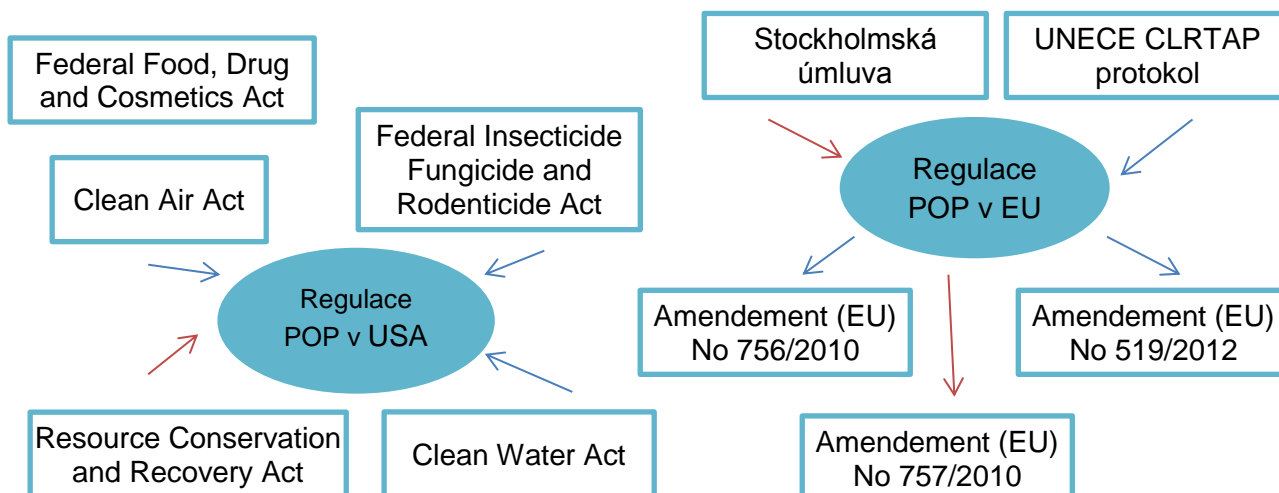 Federal Food, Drug
and Cosmetics Act
Clean Air Act
Federal Insecticide
Fungicide and
Rodenticide Act
Regulace
POP v USA
Resource Conservation
and Recovery Act
Clean Water Act
Stockholmská
úmluva
UNECE CLRTAP
protokol
Regulace
POP v EU
Amendement (EU)
No 756/2010
Amendement (EU)
No 519/2012
Amendement (EU)
No 757/2010